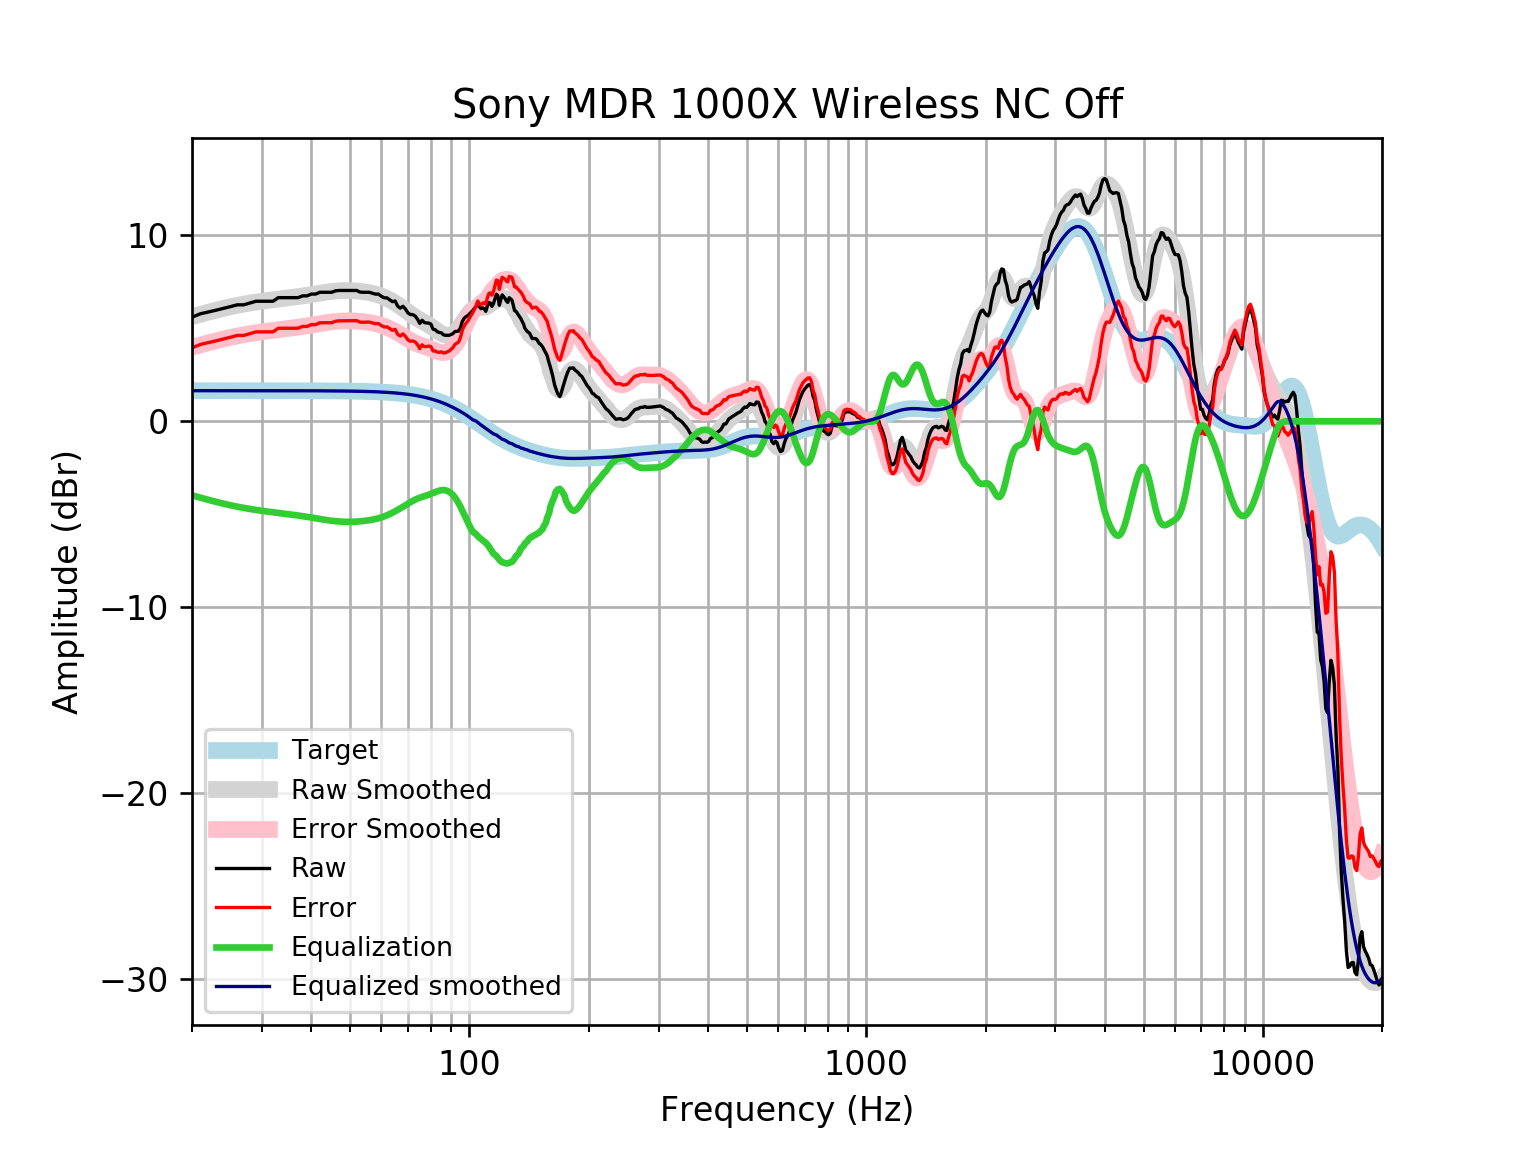 Sony MDR 1000X Wireless NC Off
10
0
−10
−20
−30
Amplitude (dBr)
Target
Raw Smoothed
Error Smoothed
Raw
Error
Equalization
Equalized smoothed
100
1000
10000
Frequency (Hz)